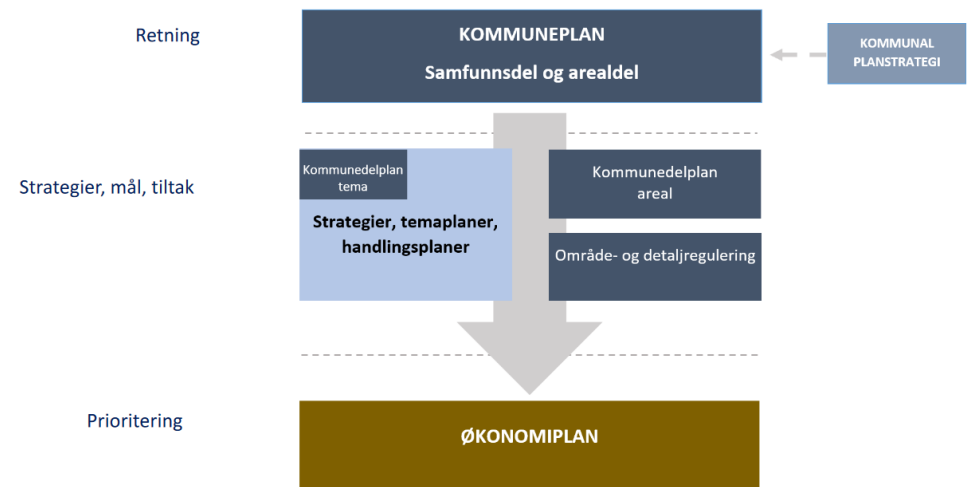 Retning
KOMMUNEPLAN
Samfunnsdel og arealdel
KOMMUNAL
PLANSTRATEGI
Strategier, mål, tiltak
Kommunedelplan
tema
Strategier, temaplaner,
handlingsplaner
Kommunedelplan
areal
Område- og detaljregulering
Prioritering
ØKONOMIPLAN